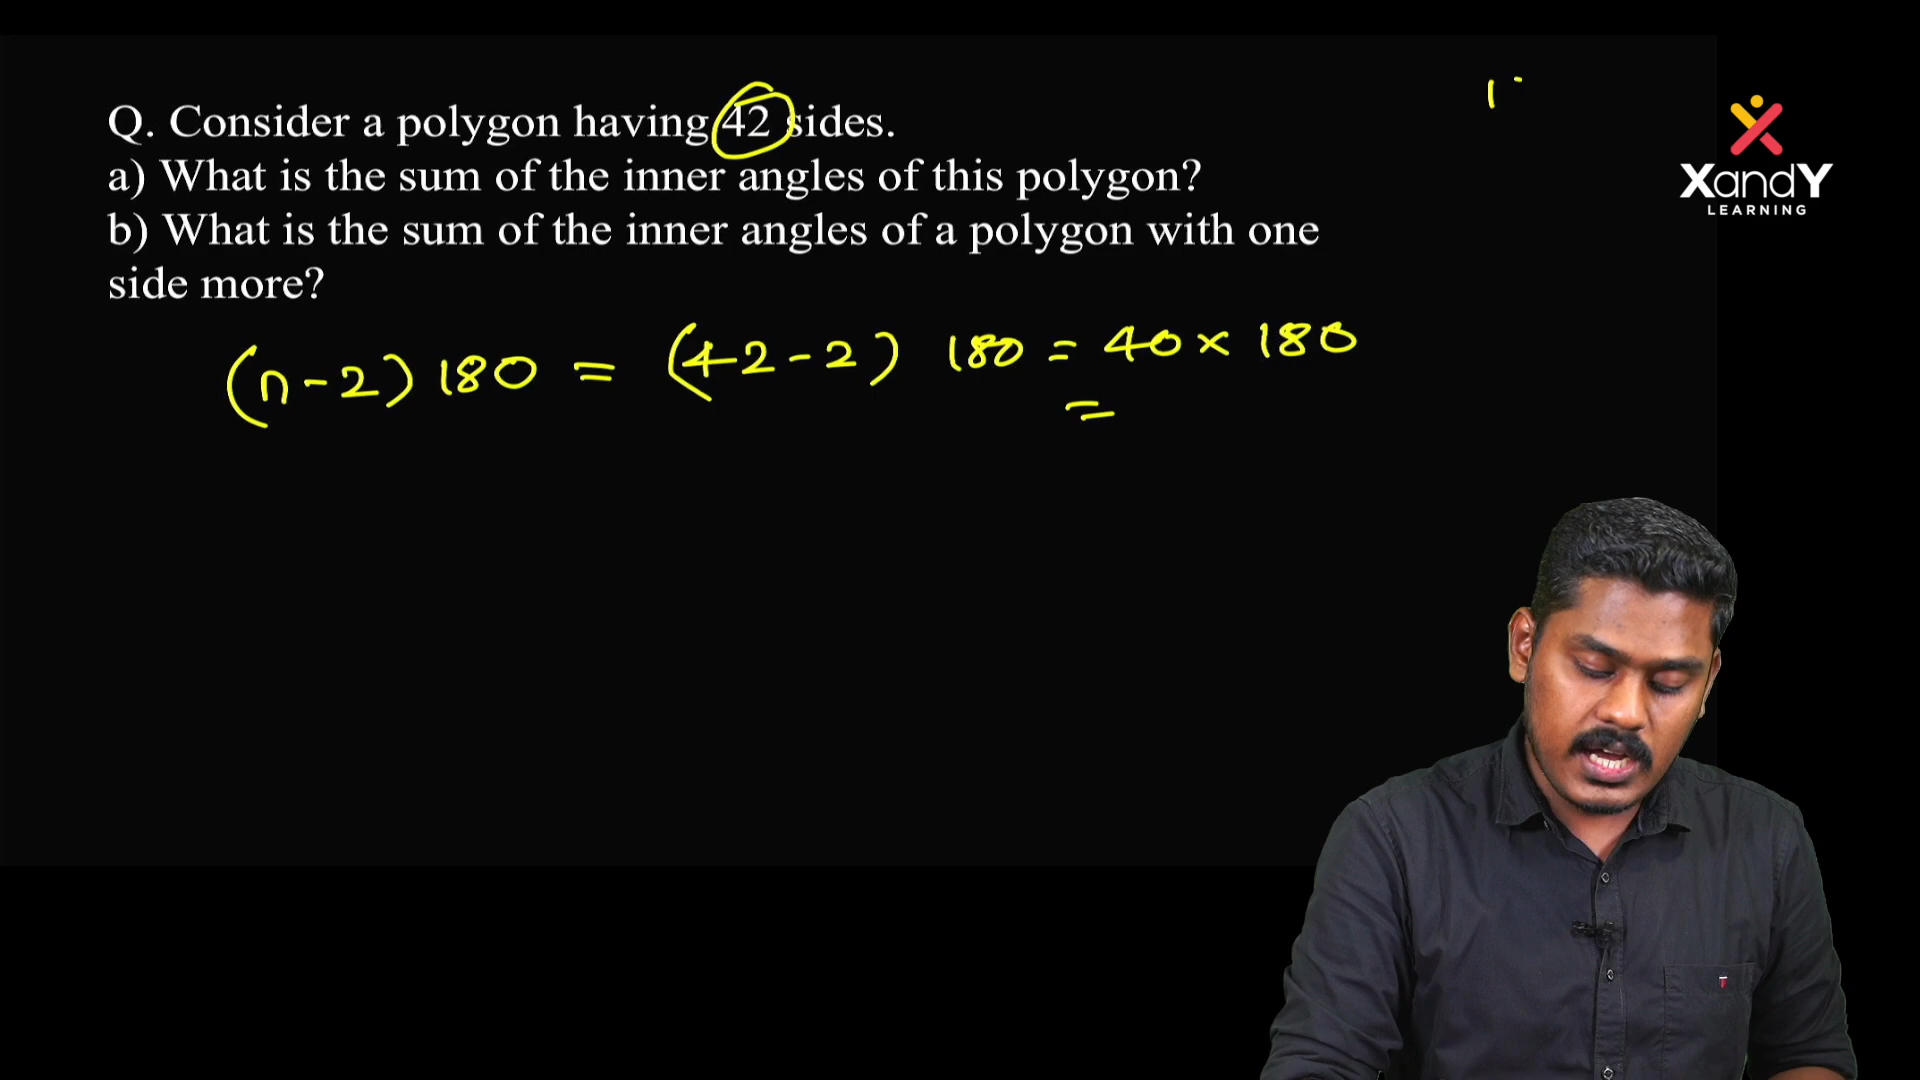 Q. Consider a polygon having 42 sides.
a) What is the sum of the inner angles of this polygon?
b) What is the sum of the inner angles of a polygon with one
side more?
(n-2) 180 = (42-2) 180 = 40 × 180
=
XandY
LEARNING